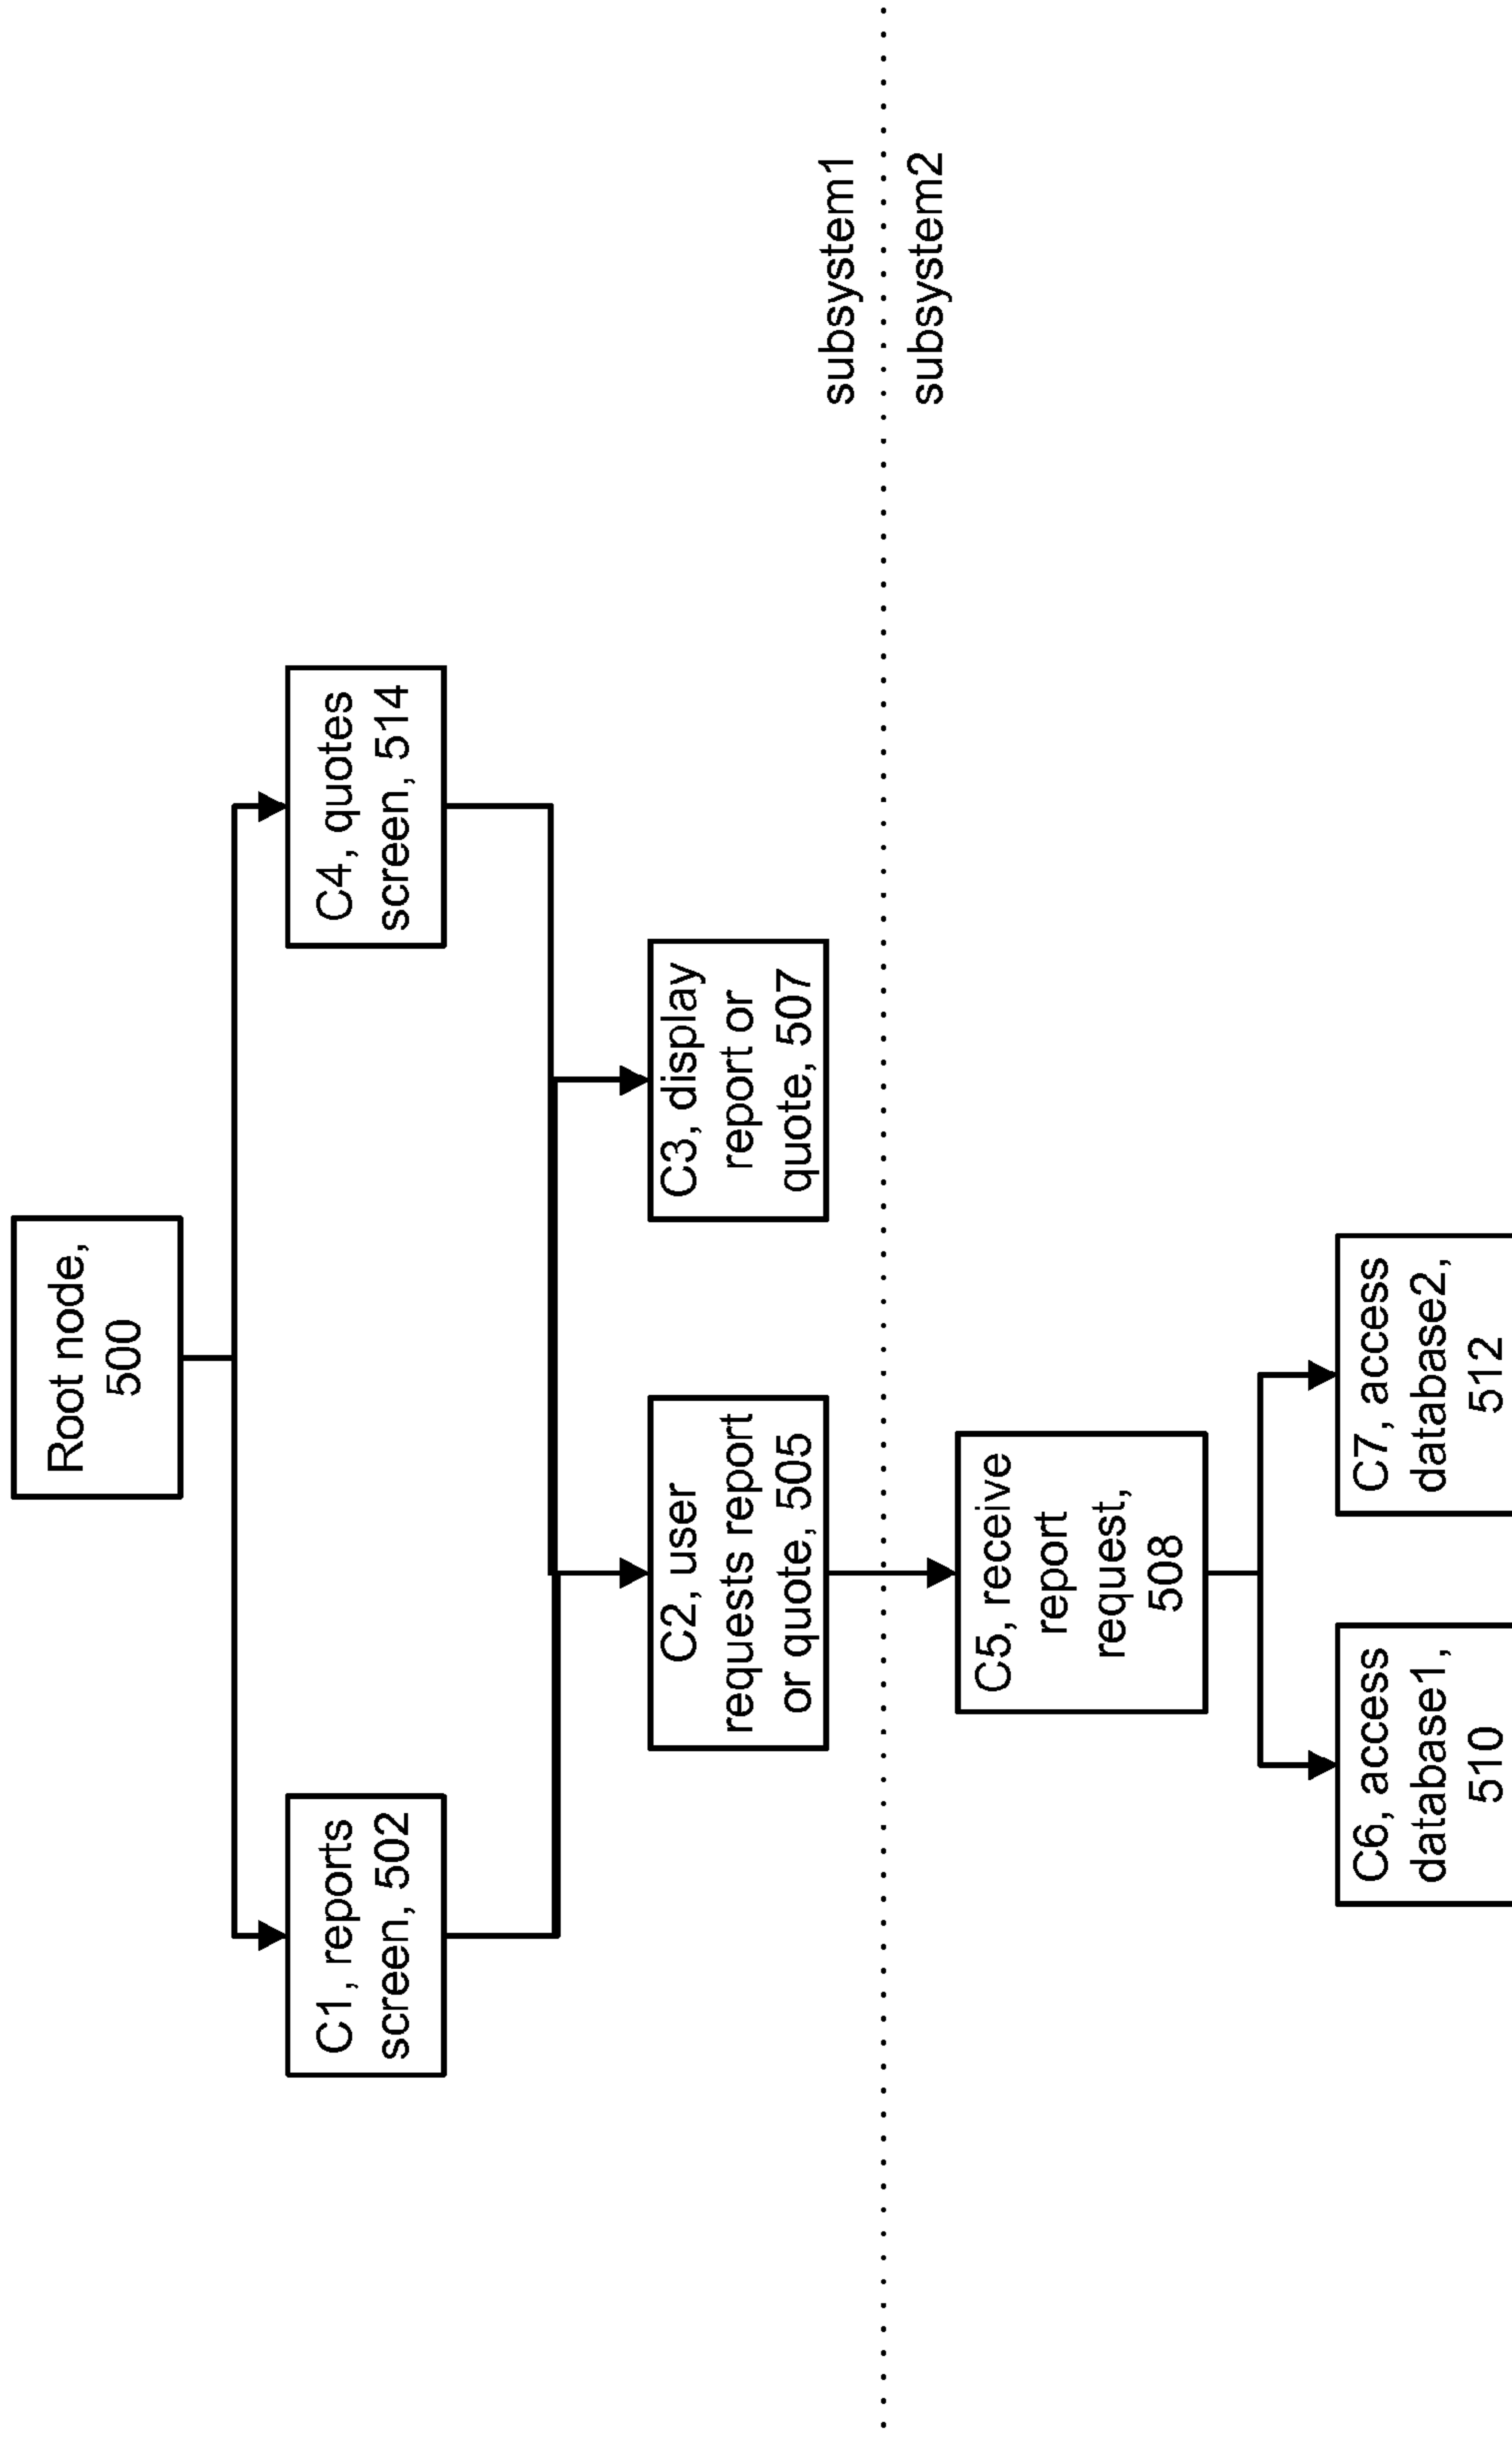 Root node,
500
C1, reports
screen, 502
C4, quotes
screen, 514
C2, user
requests report
or quote, 505
C3, display
report or
quote, 507
subsystem1
subsystem2
C5, receive
report
request,
508
C6, access
database1,
510
C7, access
database2,
512